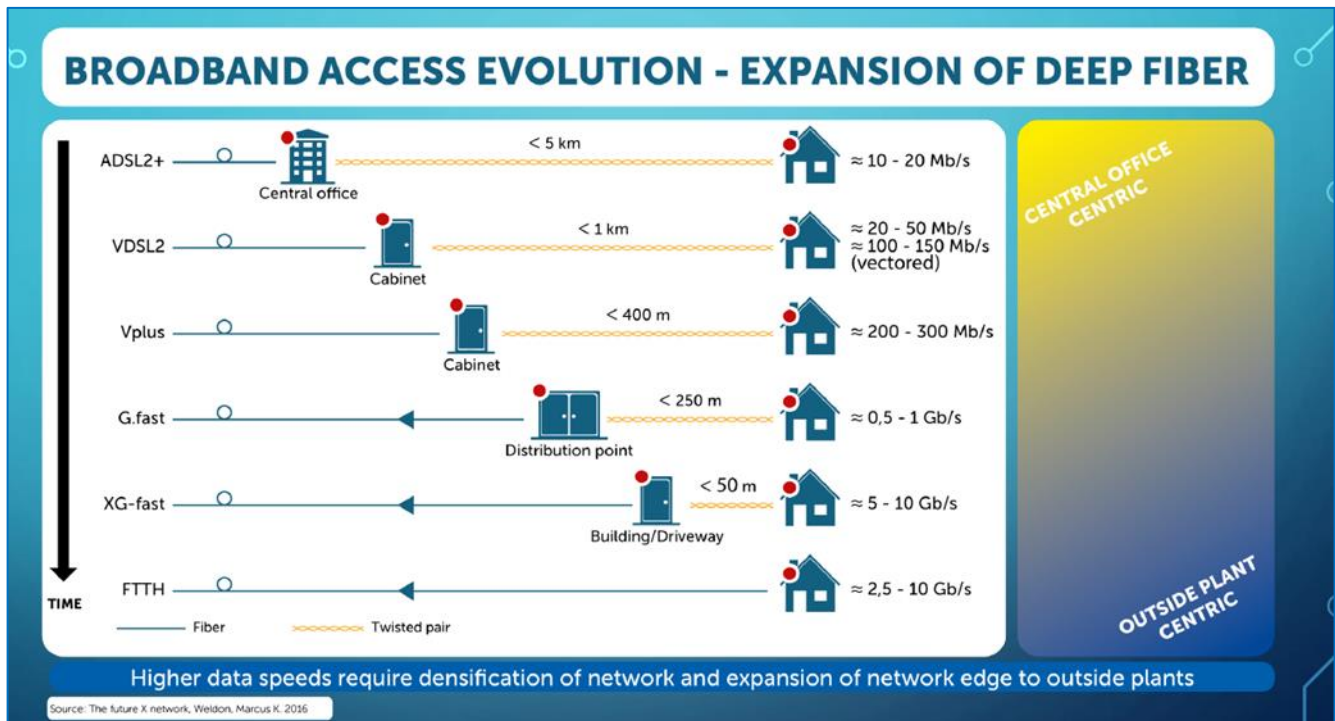 BROADBAND ACCESS EVOLUTION - EXPANSION OF DEEP FIBER
ADSL2+
Central office
< 5 km
≈ 10 - 20 Mb/s
VDSL2
Cabinet
< 1 km
≈ 20 - 50 Mb/s
≈ 100 - 150 Mb/s
(vectored)
Vplus
Cabinet
< 400 m
≈ 200 - 300 Mb/s
G.fast
Distribution point
< 250 m
≈ 0,5 - 1 Gb/s
XG-fast
Building/Driveway
< 50 m
≈ 5 - 10 Gb/s
FTTH
≈ 2,5 - 10 Gb/s
TIME
Fiber
Twisted pair
CENTRAL OFFICE
CENTRIC
OUTSIDE PLANT
CENTRIC
Higher data speeds require densification of network and expansion of network edge to outside plants
Source: The future X network, Weldon, Marcus K. 2016